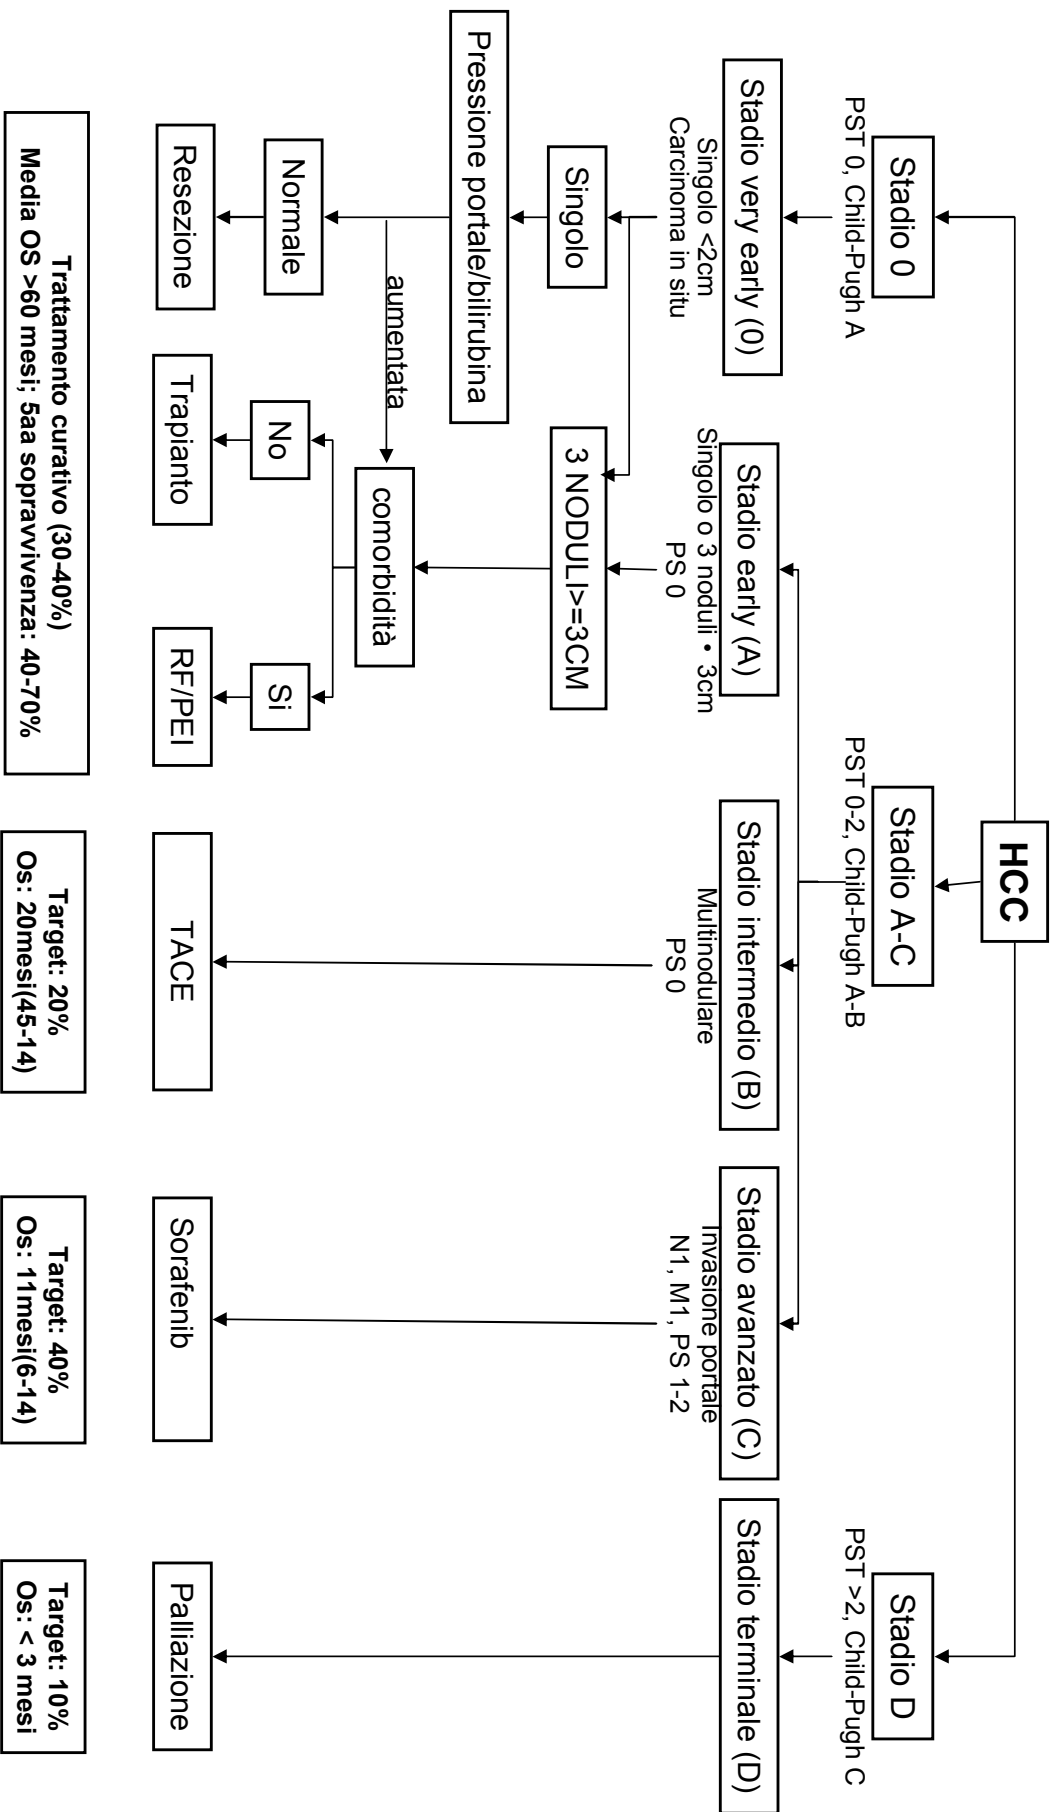 HCC
Stadio 0
PST 0, Child-Pugh A
Stadio A-C
PST 0-2, Child-Pugh A-B
Stadio D
PST >2, Child-Pugh C
Stadio very early (0)
Singolo <2cm
Carcinoma in situ
Stadio early (A)
Singolo o 3 noduli • 3cm
PS 0
Stadio intermedio (B)
Multinodulare
PS 0
Stadio avanzato (C)
Invasione portale
N1, M1, PS 1-2
Stadio terminale (D)
Singolo
3 NODULI>=3CM
Pressione portale/bilirubina
aumentata
comorbidità
Normale
No
Si
Resezione
Trapianto
RF/PEI
TACE
Sorafenib
Palliazione
Trattamento curativo (30-40%)
Media OS >60 mesi; 5aa sopravvivenza: 40-70%
Target: 20%
Os: 20mesi(45-14)
Target: 40%
Os: 11mesi(6-14)
Target: 10%
Os: < 3 mesi